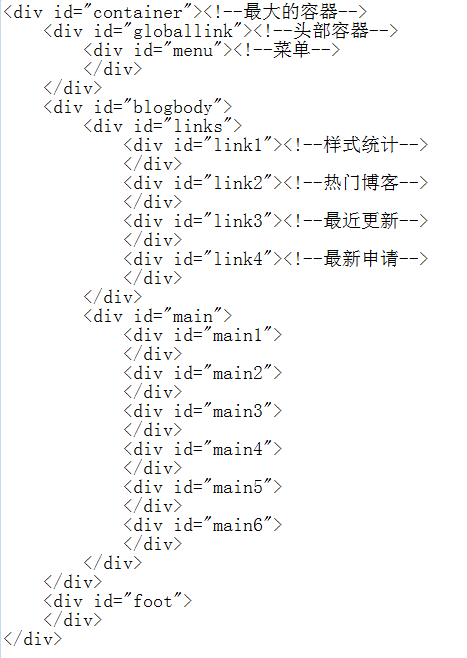 <div id="container"><!--最大的容器-->
    <div id="globallink"><!--头部容器-->
        <div id="menu"><!--菜单-->
        </div>
    </div>
    <div id="blogbody">
        <div id="links">
            <div id="link1"><!--样式统计-->
            </div>
            <div id="link2"><!--热门博客-->
            </div>
            <div id="link3"><!--最近更新-->
            </div>
            <div id="link4"><!--最新申请-->
            </div>
        </div>
        <div id="main">
            <div id="main1">
            </div>
            <div id="main2">
            </div>
            <div id="main3">
            </div>
            <div id="main4">
            </div>
            <div id="main5">
            </div>
            <div id="main6">
            </div>
        </div>
    </div>
    <div id="foot">
    </div>
</div>